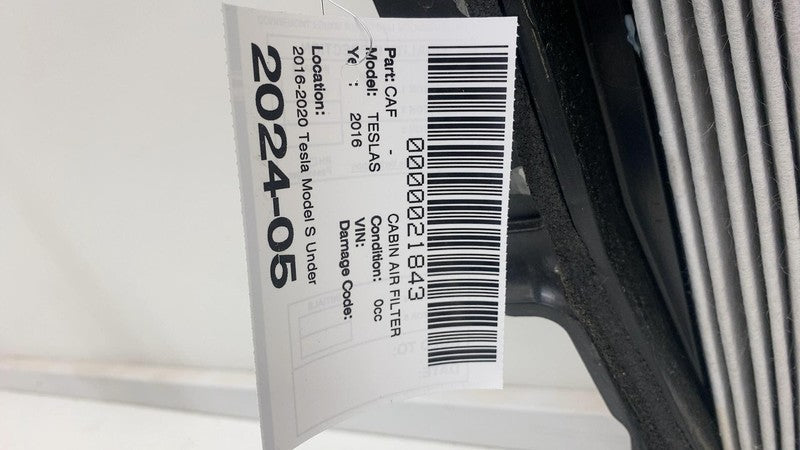 0000021843
Part: CAF - CABIN AIR FILTER
Model: TESLAS Condition: 0cc
Ye : 2016 VIN:
Damage Code:
Location:
2016-2020 Tesla Model S Under
2024-05